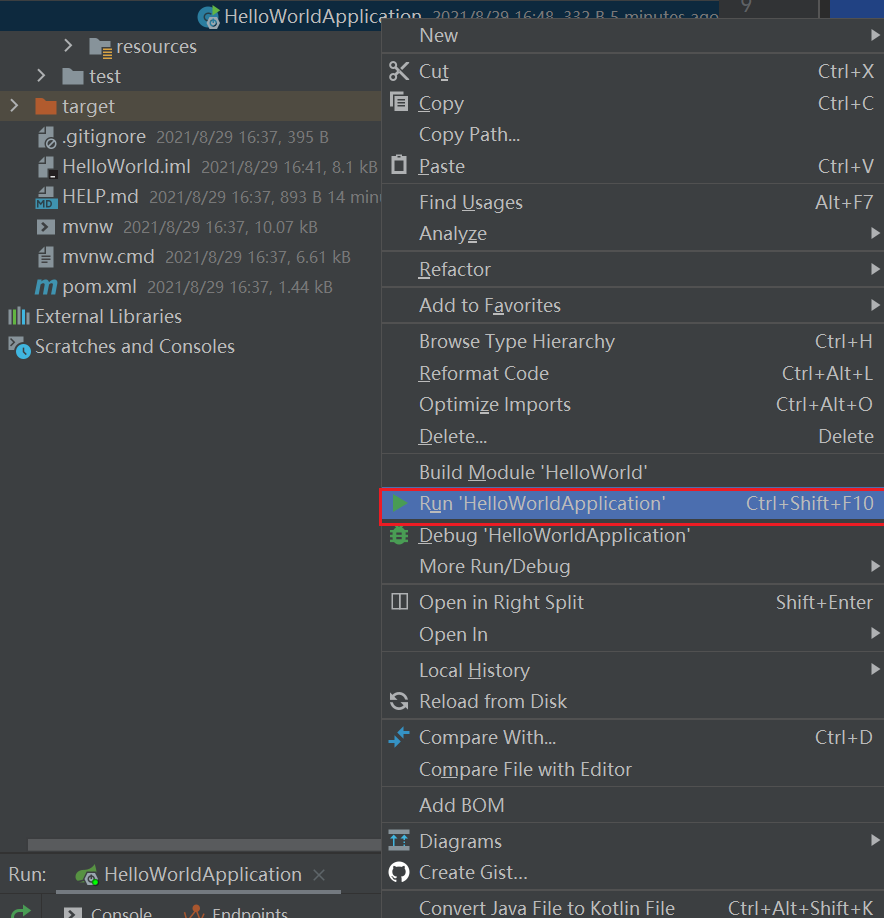 HelloWorldApplication 2021/8/29 16:48, 332 B 5 minutes ago
9
resources
test
target
.gitignore 2021/8/29 16:37, 395 B
HelloWorld.iml 2021/8/29 16:41, 8.1 kB
HELP.md 2021/8/29 16:37, 893 B 14 minu
mvnw 2021/8/29 16:37, 10.07 kB
mvnw.cmd 2021/8/29 16:37, 6.61 kB
pom.xml 2021/8/29 16:37, 1.44 kB
External Libraries
Scratches and Consoles
New
Cut Ctrl+X
Copy Ctrl+C
Copy Path...
Paste Ctrl+V
Find Usages Alt+F7
Analyze
Refactor
Add to Favorites
Browse Type Hierarchy Ctrl+H
Reformat Code Ctrl+Alt+L
Optimize Imports Ctrl+Alt+O
Delete... Delete
Build Module 'HelloWorld'
Run 'HelloWorldApplication' Ctrl+Shift+F10
Debug 'HelloWorldApplication'
More Run/Debug
Open in Right Split Shift+Enter
Open In
Local History
Reload from Disk
Compare With... Ctrl+D
Compare File with Editor
Add BOM
Diagrams
Create Gist...
Convert Java File to Kotlin File Ctrl+Alt+Shift+K
Run: HelloWorldApplication
Console Endpoints